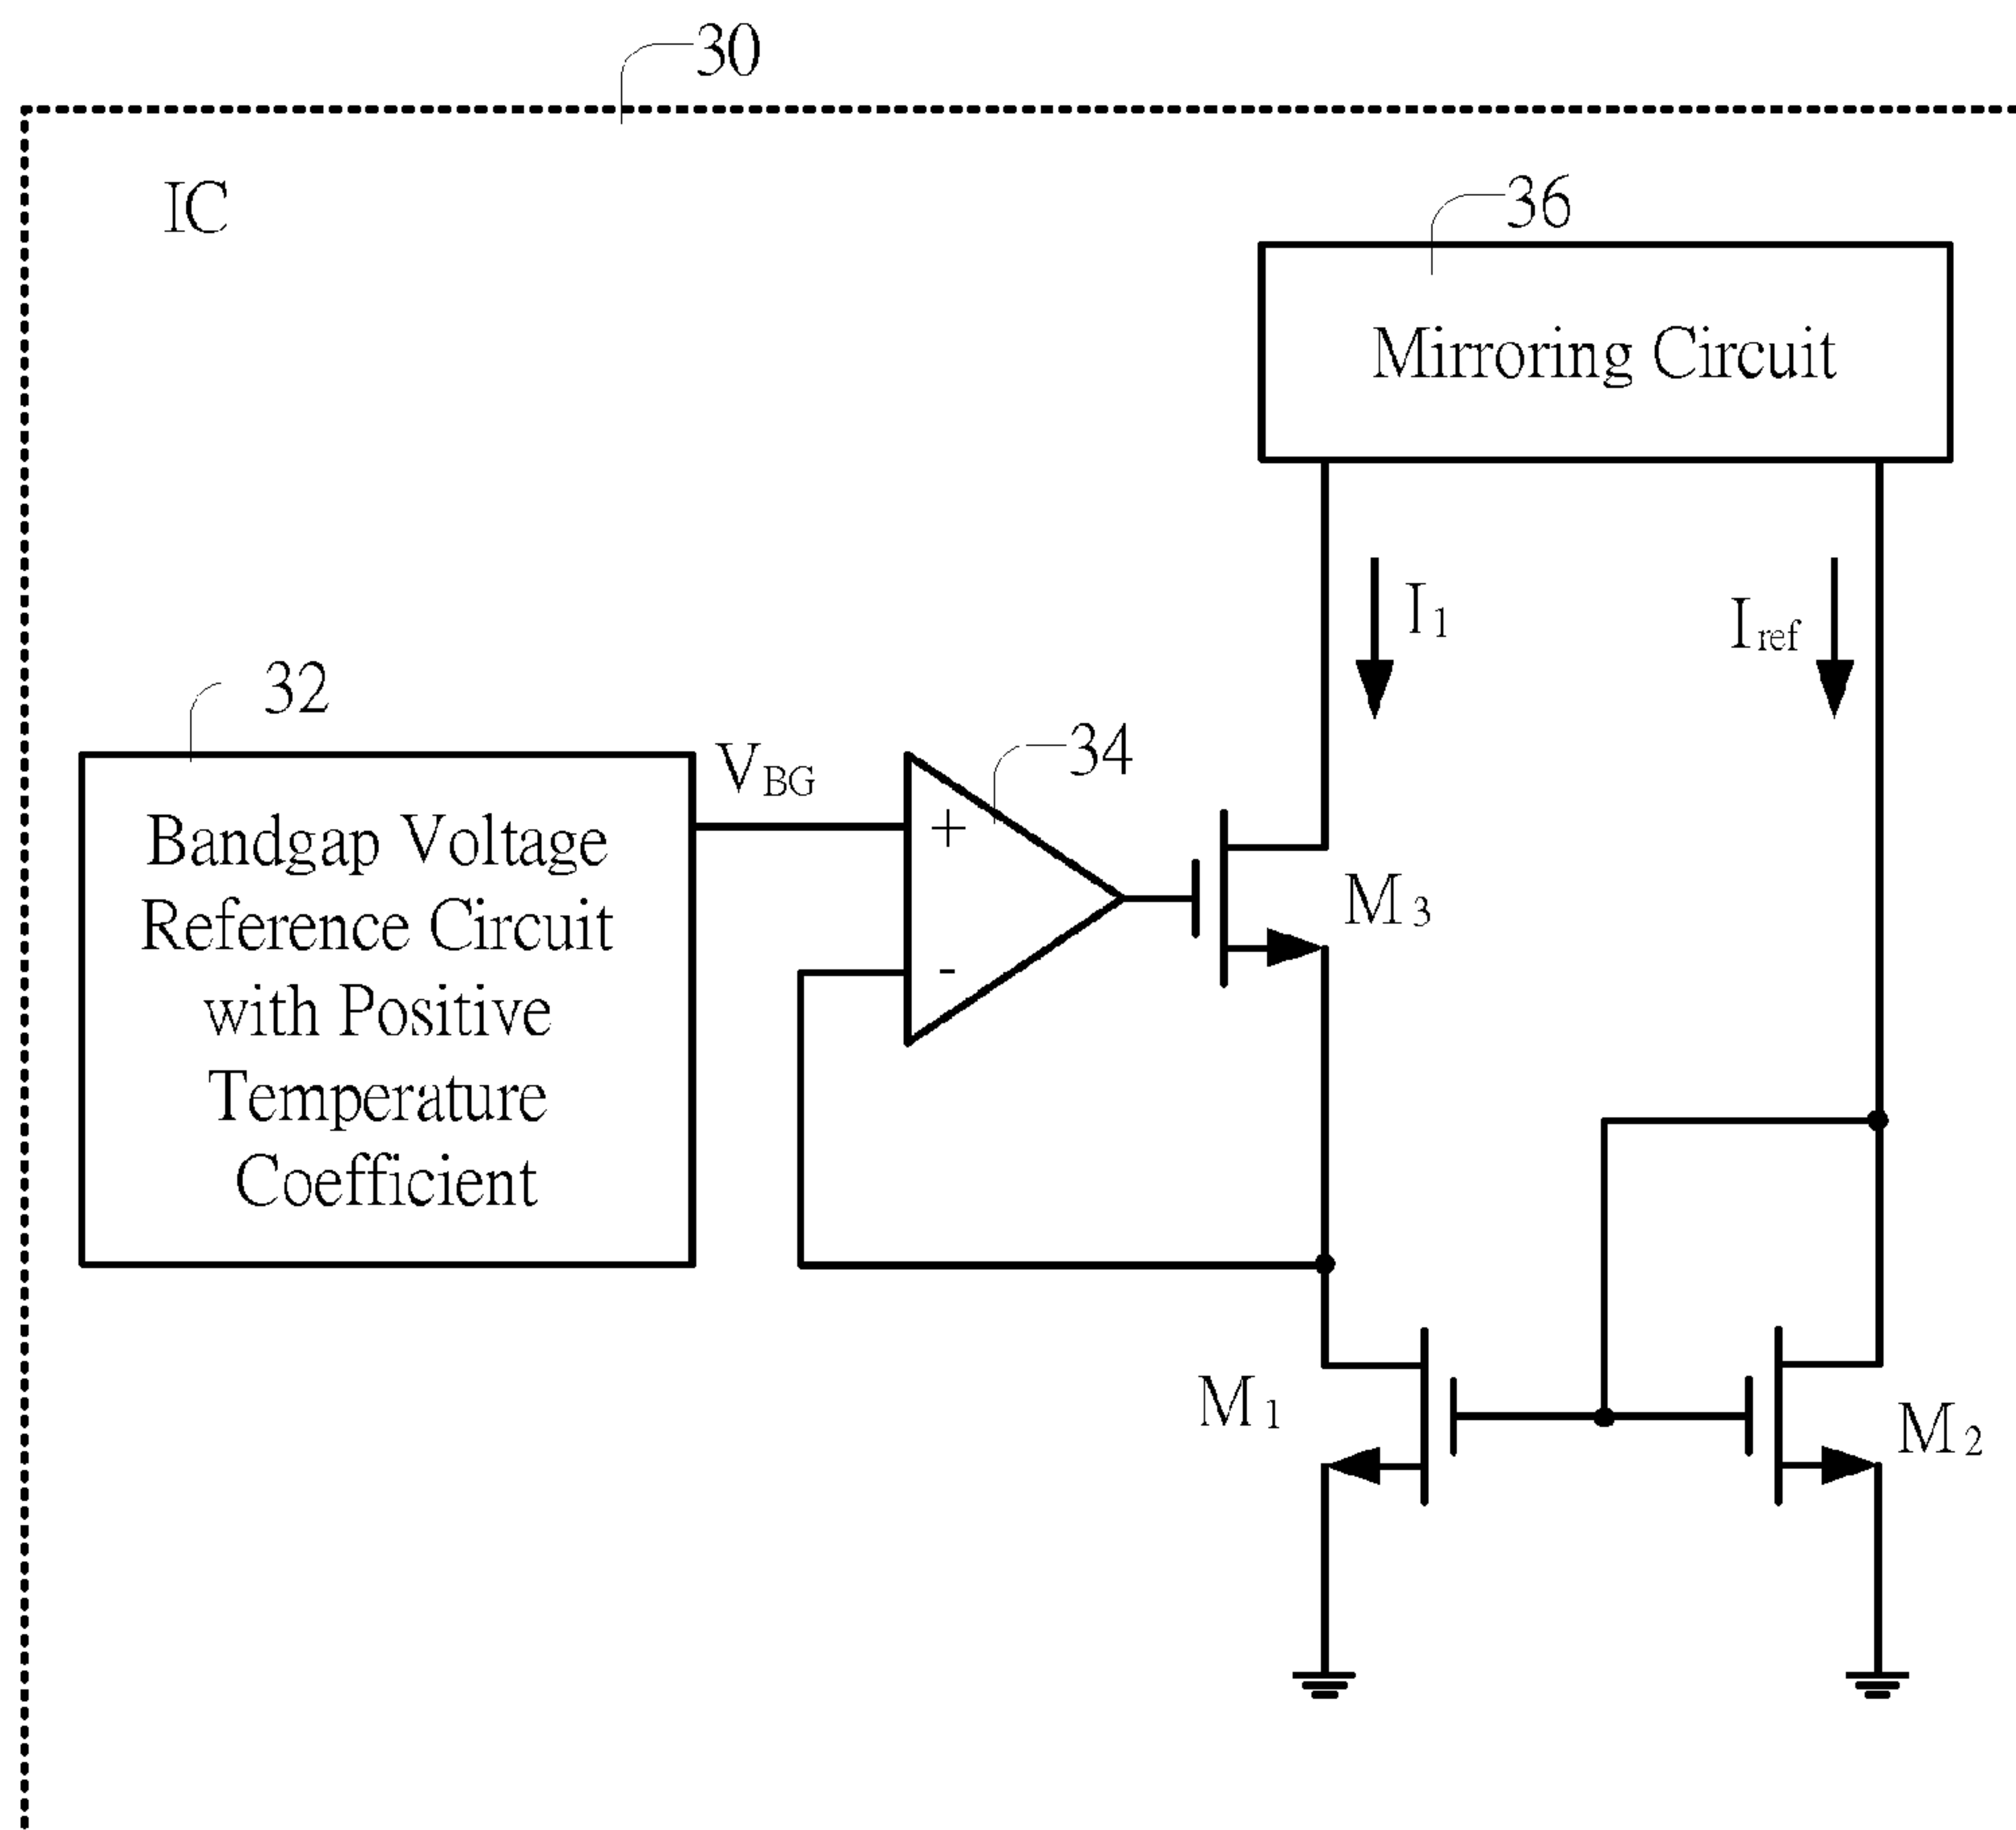 30
IC
36
Mirroring Circuit
I1
Iref
32
VBG
34
+
-
Bandgap Voltage
Reference Circuit
with Positive
Temperature
Coefficient
M3
M1
M2